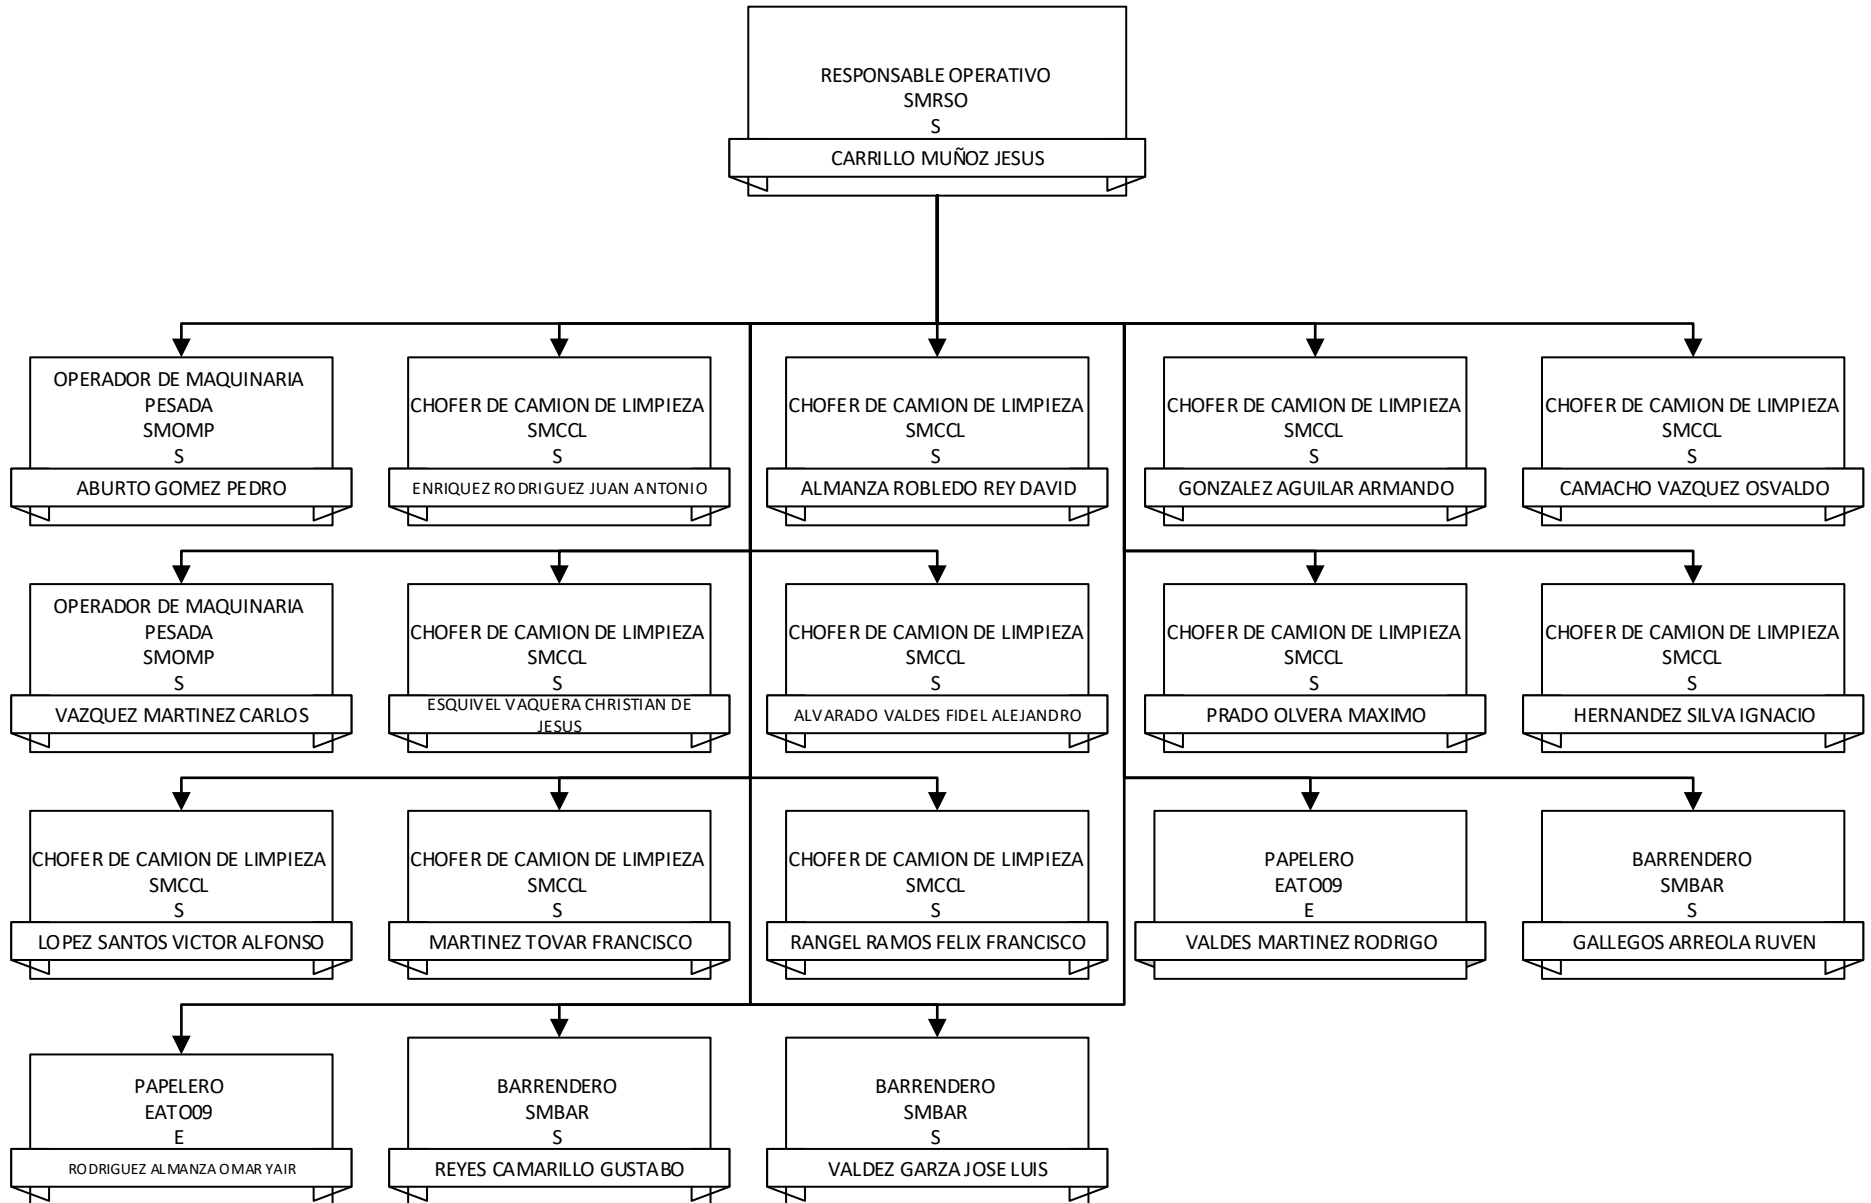 RESPONSABLE OPERATIVO
SMRSO
S
CARRILLO MUÑOZ JESUS
OPERADOR DE MAQUINARIA
PESADA
SMOMP
S
ABURTO GOMEZ PEDRO
CHOFER DE CAMION DE LIMPIEZA
SMCCL
S
ENRIQUEZ RODRIGUEZ JUAN ANTONIO
CHOFER DE CAMION DE LIMPIEZA
SMCCL
S
ALMANZA ROBLEDO REY DAVID
CHOFER DE CAMION DE LIMPIEZA
SMCCL
S
GONZALEZ AGUILAR ARMANDO
CHOFER DE CAMION DE LIMPIEZA
SMCCL
S
CAMACHO VAZQUEZ OSVALDO
OPERADOR DE MAQUINARIA
PESADA
SMOMP
S
VAZQUEZ MARTINEZ CARLOS
CHOFER DE CAMION DE LIMPIEZA
SMCCL
S
ESQUIVEL VAQUERA CHRISTIAN DE
JESUS
CHOFER DE CAMION DE LIMPIEZA
SMCCL
S
ALVARADO VALDES FIDEL ALEJANDRO
CHOFER DE CAMION DE LIMPIEZA
SMCCL
S
PRADO OLVERA MAXIMO
CHOFER DE CAMION DE LIMPIEZA
SMCCL
S
HERNANDEZ SILVA IGNACIO
CHOFER DE CAMION DE LIMPIEZA
SMCCL
S
LOPEZ SANTOS VICTOR ALFONSO
CHOFER DE CAMION DE LIMPIEZA
SMCCL
S
MARTINEZ TOVAR FRANCISCO
CHOFER DE CAMION DE LIMPIEZA
SMCCL
S
RANGEL RAMOS FELIX FRANCISCO
PAPELERO
EATO09
E
VALDES MARTINEZ RODRIGO
BARRENDERO
SMBAR
S
GALLEGOS ARREOLA RUVEN
PAPELERO
EATO09
E
RODRIGUEZ ALMANZA OMAR YAIR
BARRENDERO
SMBAR
S
REYES CAMARILLO GUSTABO
BARRENDERO
SMBAR
S
VALDEZ GARZA JOSE LUIS